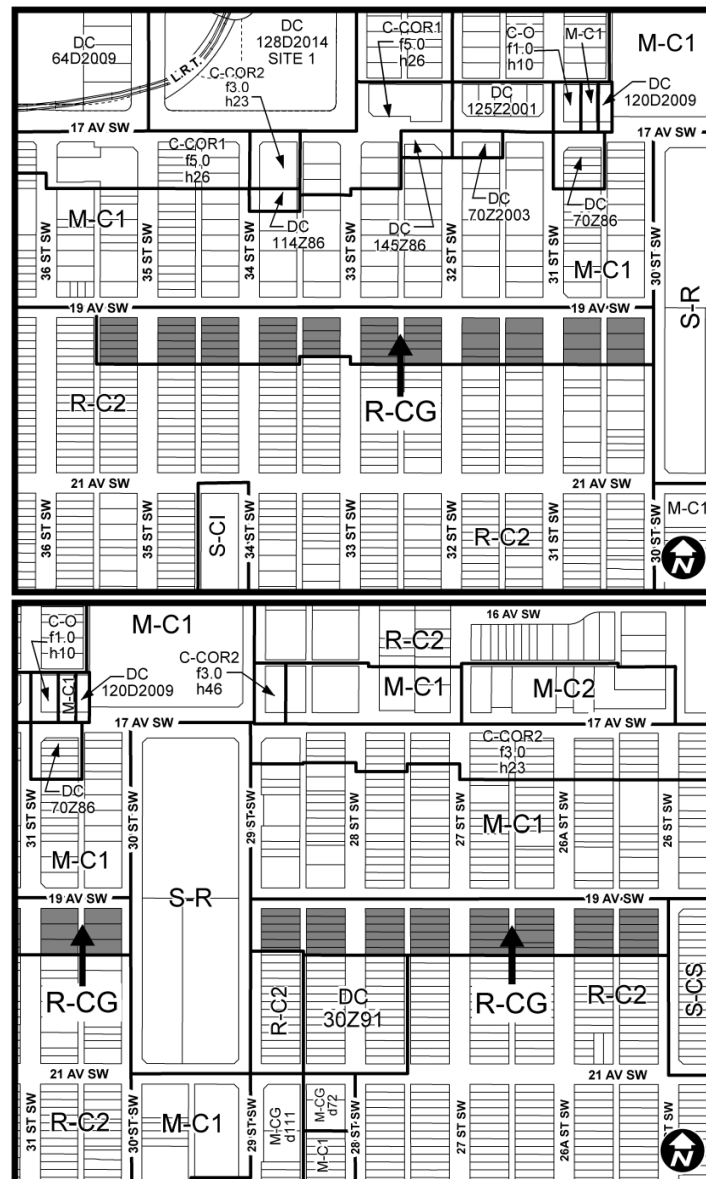 DC
64D2009
L.R.T.
DC
128D2014
SITE 1
C-COR2
f3.0
h23
C-COR1
f5.0
h26
C-O
f1.0
h10
M-C1
M-C1
DC
125Z2001
DC
120D2009
17 AV SW
17 AV SW
C-COR1
f5.0
h26
M-C1
DC
114Z86
DC
145Z86
DC
70Z2003
DC
70Z86
M-C1
36 ST SW
35 ST SW
34 ST SW
33 ST SW
32 ST SW
31 ST SW
30 ST SW
S-R
19 AV SW
19 AV SW
R-C2
R-CG
21 AV SW
21 AV SW
36 ST SW
35 ST SW
S-CI
34 ST SW
33 ST SW
32 ST SW
R-C2
31 ST SW
30 ST SW
M-C1
N
C-O
f1.0
h10
M-C1
M-C1
DC
120D2009
C-COR2
f3.0
h46
R-C2
16 AV SW
M-C1
M-C2
17 AV SW
17 AV SW
C-COR2
f3.0
h23
DC
70Z86
31 ST SW
M-C1
30 ST SW
29 ST SW
28 ST SW
27 ST SW
M-C1
26A ST SW
26 ST SW
19 AV SW
19 AV SW
S-R
R-CG
R-C2
DC
30Z91
R-CG
R-C2
S-CS
21 AV SW
21 AV SW
31 ST SW
R-C2
30 ST SW
M-C1
29 ST SW
M-CG
d111
M-CG
d72
M-C1
28 ST SW
27 ST SW
26A ST SW
N